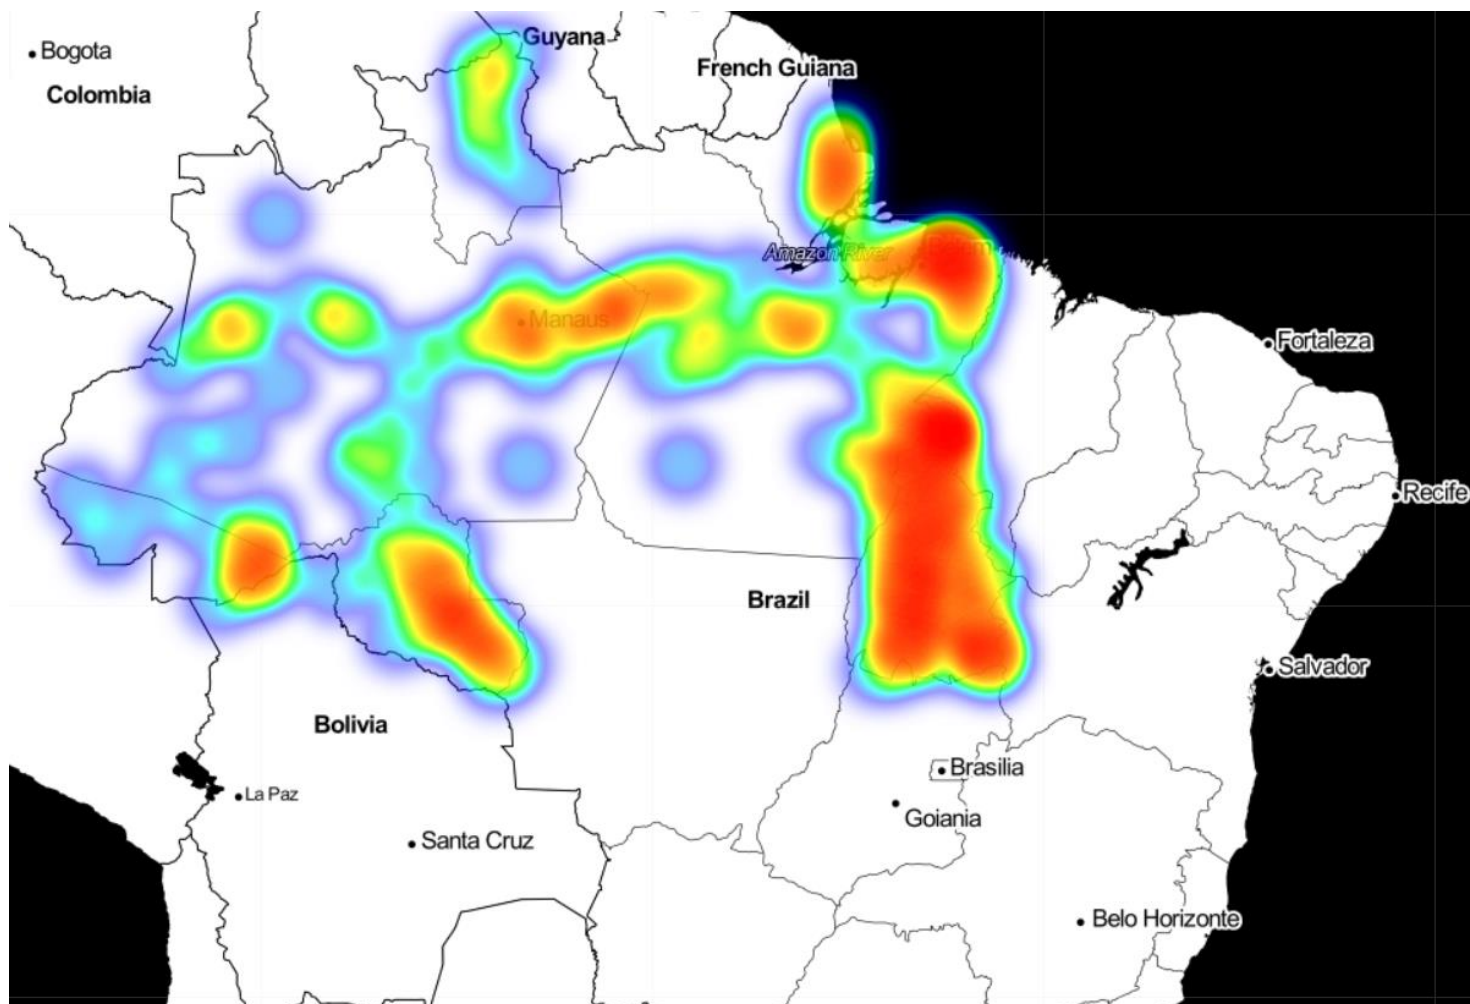 Guyana
Bogota
French Guiana
Colombia
Belem
Amazon River
Manaus
Fortaleza
Recife
Brazil
Salvador
Bolivia
Brasilia
La Paz
Goiania
Santa Cruz
Belo Horizonte